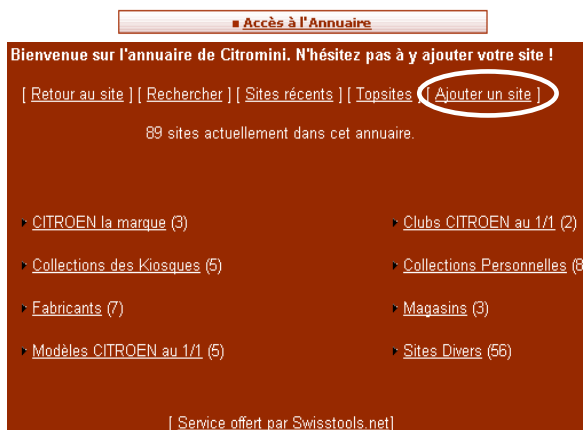 Accès à l'Annuaire
Bienvenue sur l'annuaire de Citromini. N'hésitez pas à y ajouter votre site !
[ Retour au site ] [ Rechercher ] [ Sites récents ] [ Topsites ] [ Ajouter un site ]
89 sites actuellement dans cet annuaire.
CITROEN la marque (3) Clubs CITROEN au 1/1 (2)
Collections des Kiosques (5) Collections Personnelles (8
Fabricants (7) Magasins (3)
Modèles CITROEN au 1/1 (5) Sites Divers (56)
[ Service offert par Swisstools.net]